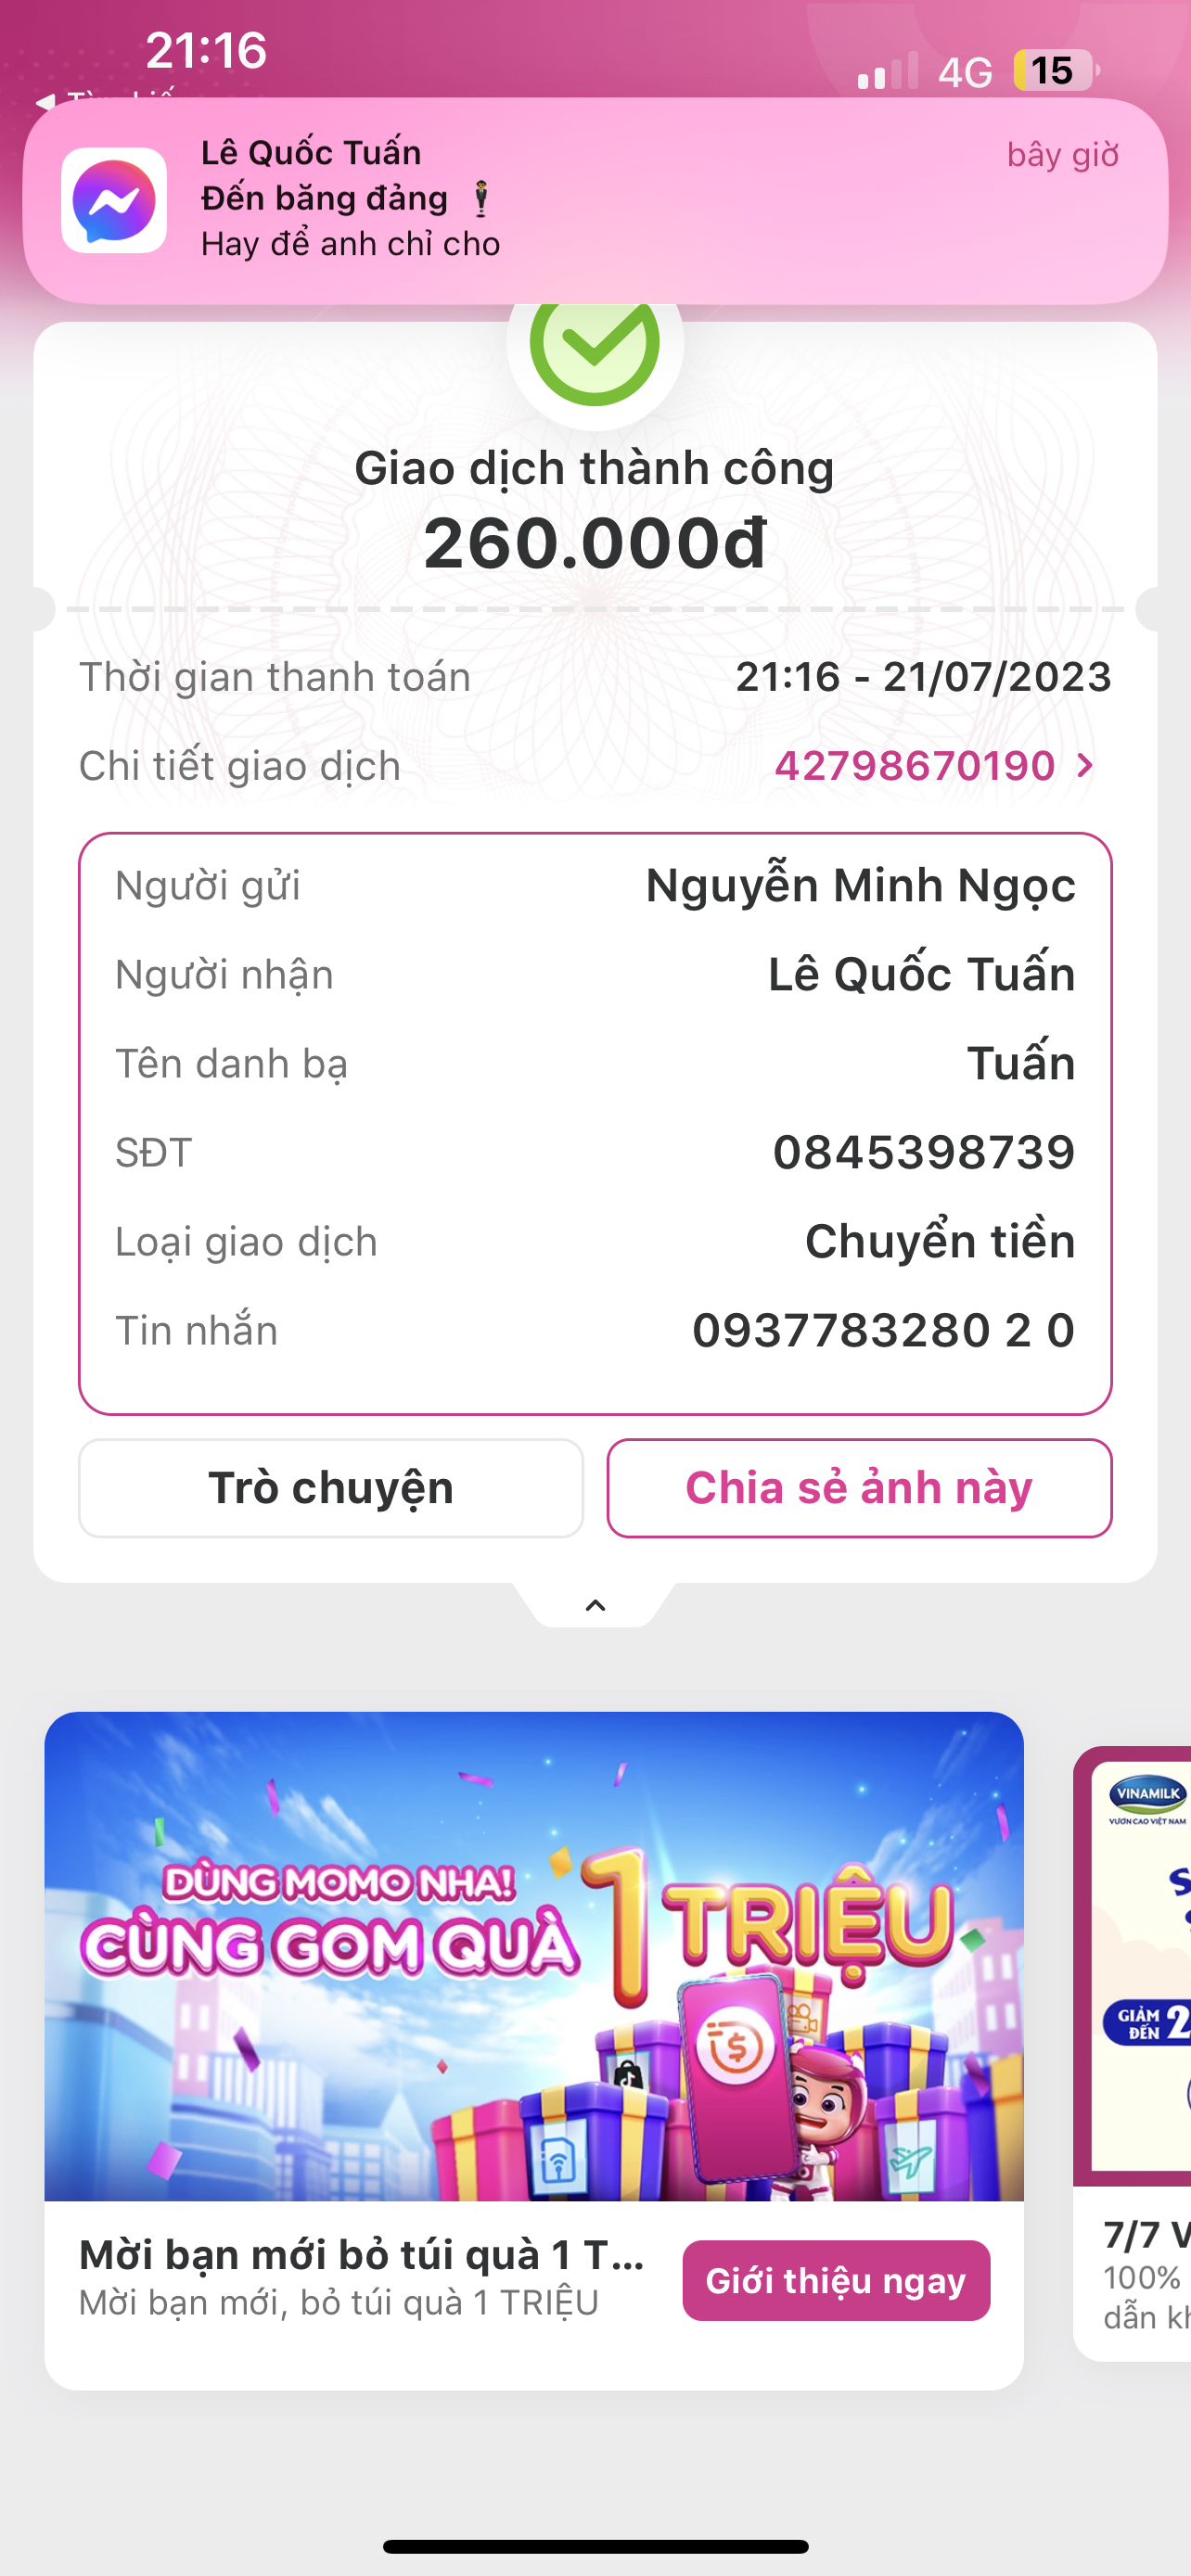 21:16
4G
15
Lê Quốc Tuấn
bây giờ
Đến băng đảng
Hay để anh chỉ cho
Giao dịch thành công
260.000đ
Thời gian thanh toán
21:16 - 21/07/2023
Chi tiết giao dịch
42798670190 >
Người gửi
Nguyễn Minh Ngọc
Người nhận
Lê Quốc Tuấn
Tên danh bạ
Tuấn
SĐT
0845398739
Loại giao dịch
Chuyển tiền
Tin nhắn
0937783280 2 0
Trò chuyện
Chia sẻ ảnh này
DÙNG MOMO NHA!
CÙNG GOM QUÀ 1 TRIỆU
VINAMILK
VƯƠN CAO VIỆT NAM
GIẢM
ĐẾN 2
Mời bạn mới bỏ túi quà 1 T...
Mời bạn mới, bỏ túi quà 1 TRIỆU
Giới thiệu ngay
7/7 V
100%
dẫn